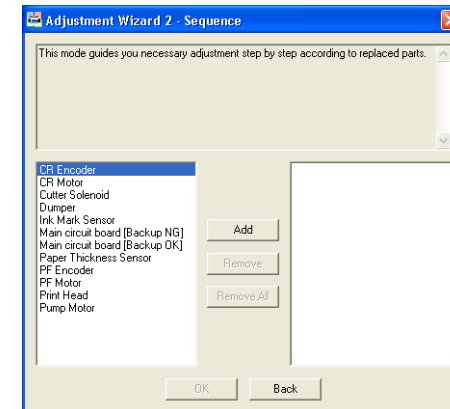 Adjustment Wizard 2 - Sequence
This mode guides you necessary adjustment step by step according to replaced parts.
CR Encoder
CR Motor
Cutter Solenoid
Dumper
Ink Mark Sensor
Main circuit board [Backup NG]
Main circuit board [Backup OK]
Paper Thickness Sensor
PF Encoder
PF Motor
Print Head
Pump Motor
Add
Remove
Remove All
OK
Back